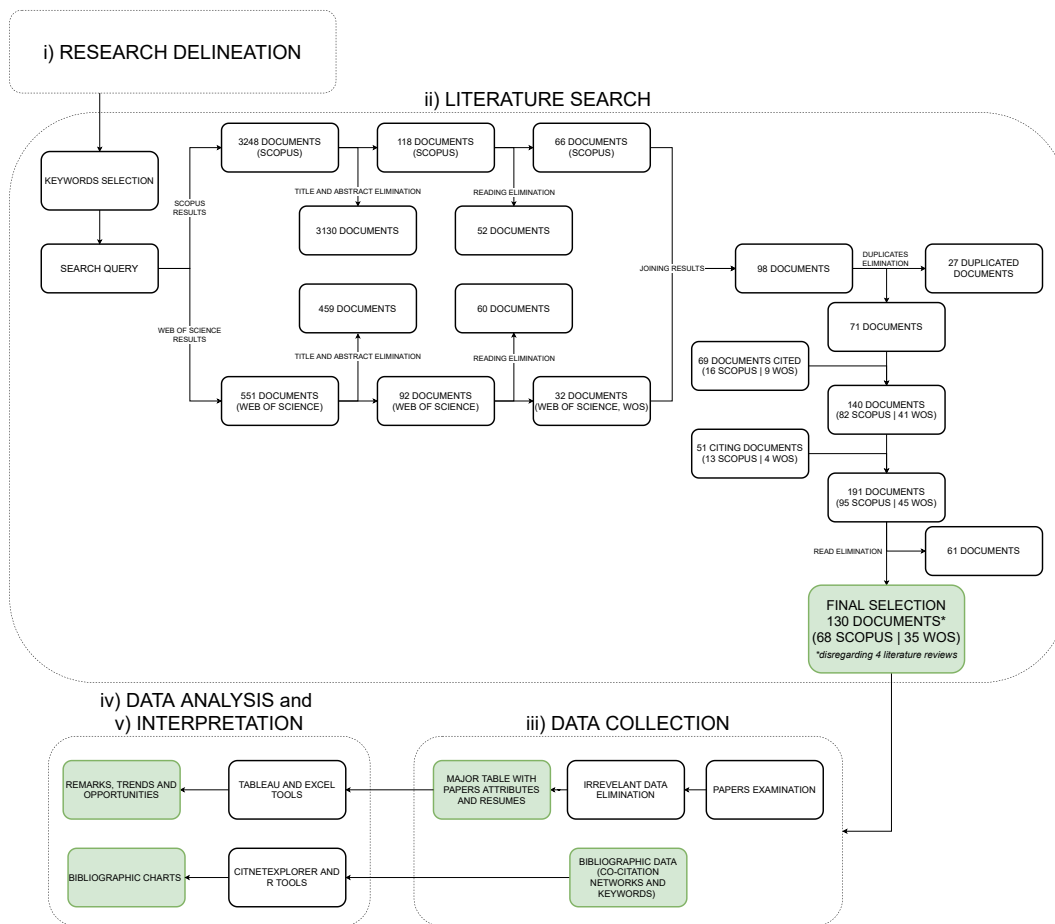 i) RESEARCH DELINEATION
ii) LITERATURE SEARCH
KEYWORDS SELECTION
SEARCH QUERY
SCOPUS
RESULTS
WEB OF SCIENCE
RESULTS
3248 DOCUMENTS
(SCOPUS)
118 DOCUMENTS
(SCOPUS)
66 DOCUMENTS
(SCOPUS)
TITLE AND ABSTRACT ELIMINATION
READING ELIMINATION
3130 DOCUMENTS
52 DOCUMENTS
459 DOCUMENTS
60 DOCUMENTS
TITLE AND ABSTRACT ELIMINATION
READING ELIMINATION
551 DOCUMENTS
(WEB OF SCIENCE)
92 DOCUMENTS
(WEB OF SCIENCE)
32 DOCUMENTS
(WEB OF SCIENCE, WOS)
JOINING RESULTS
98 DOCUMENTS
DUPLICATES
ELIMINATION
27 DUPLICATED
DOCUMENTS
71 DOCUMENTS
69 DOCUMENTS CITED
(16 SCOPUS | 9 WOS)
140 DOCUMENTS
(82 SCOPUS | 41 WOS)
51 CITING DOCUMENTS
(13 SCOPUS | 4 WOS)
191 DOCUMENTS
(95 SCOPUS | 45 WOS)
READ ELIMINATION
61 DOCUMENTS
FINAL SELECTION
130 DOCUMENTS*
(68 SCOPUS | 35 WOS)
*disregarding 4 literature reviews
iv) DATA ANALYSIS and
v) INTERPRETATION
iii) DATA COLLECTION
REMARKS, TRENDS AND
OPPORTUNITIES
TABLEAU AND EXCEL
TOOLS
MAJOR TABLE WITH
PAPERS ATTRIBUTES
AND RESUMES
IRREVELANT DATA
ELIMINATION
PAPERS EXAMINATION
BIBLIOGRAPHIC CHARTS
CITNETEXPLORER AND
R TOOLS
BIBLIOGRAPHIC DATA
(CO-CITATION
NETWORKS AND
KEYWORDS)